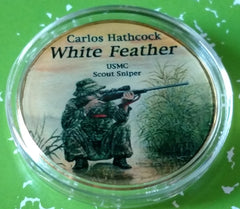 Carlos Hathcock
White Feather
USMC
Scout Sniper